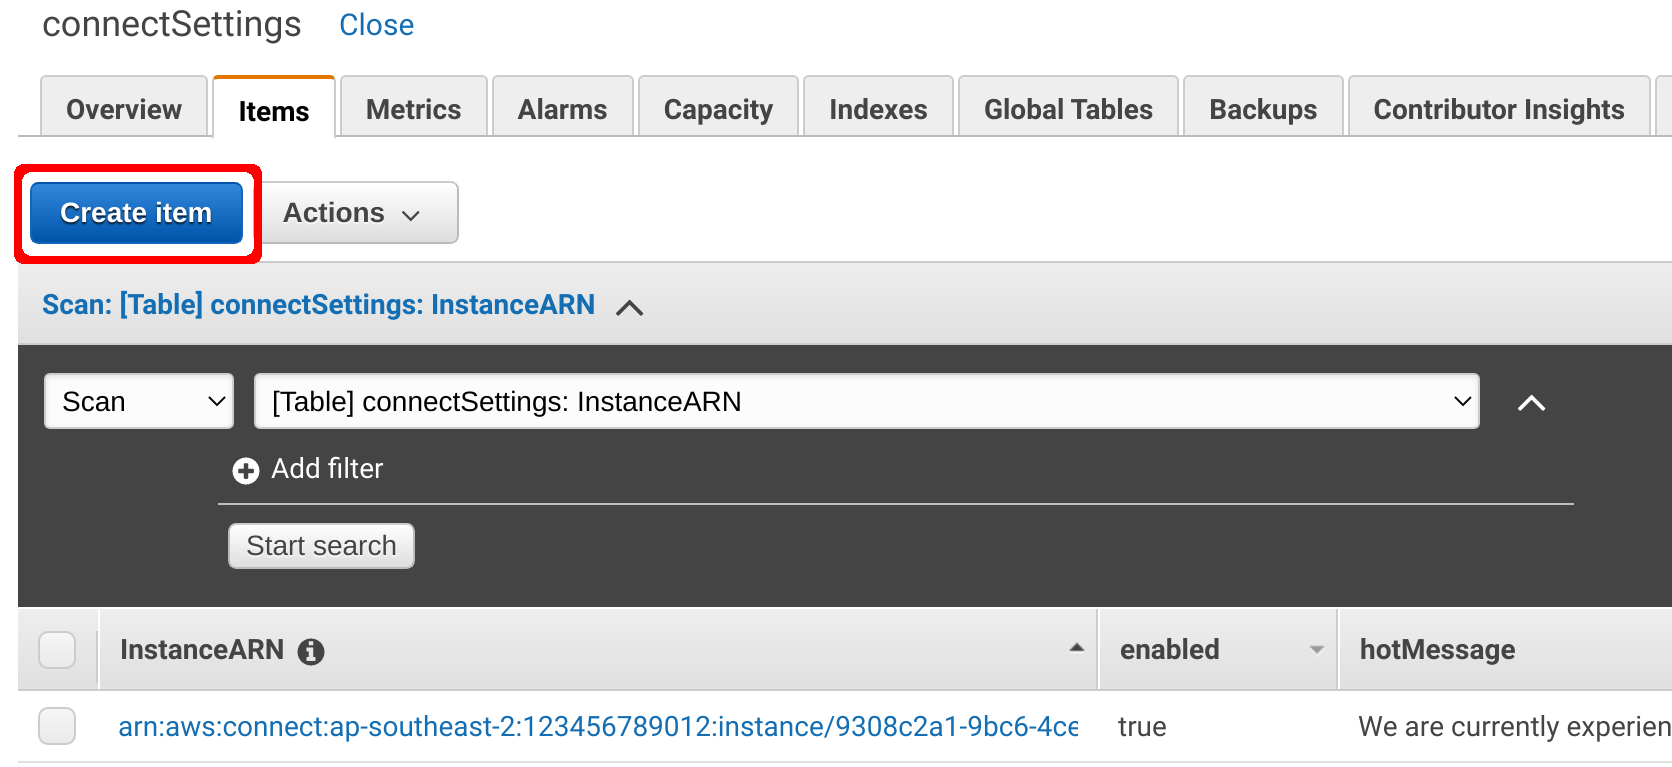 connectSettings Close
Overview Items Metrics Alarms Capacity Indexes Global Tables Backups Contributor Insights
Create item Actions
Scan: [Table] connectSettings: InstanceARN
Scan [Table] connectSettings: InstanceARN
Add filter
Start search
InstanceARN enabled hotMessage
arn:aws:connect:ap-southeast-2:123456789012:instance/9308c2a1-9bc6-4ce true We are currently experien